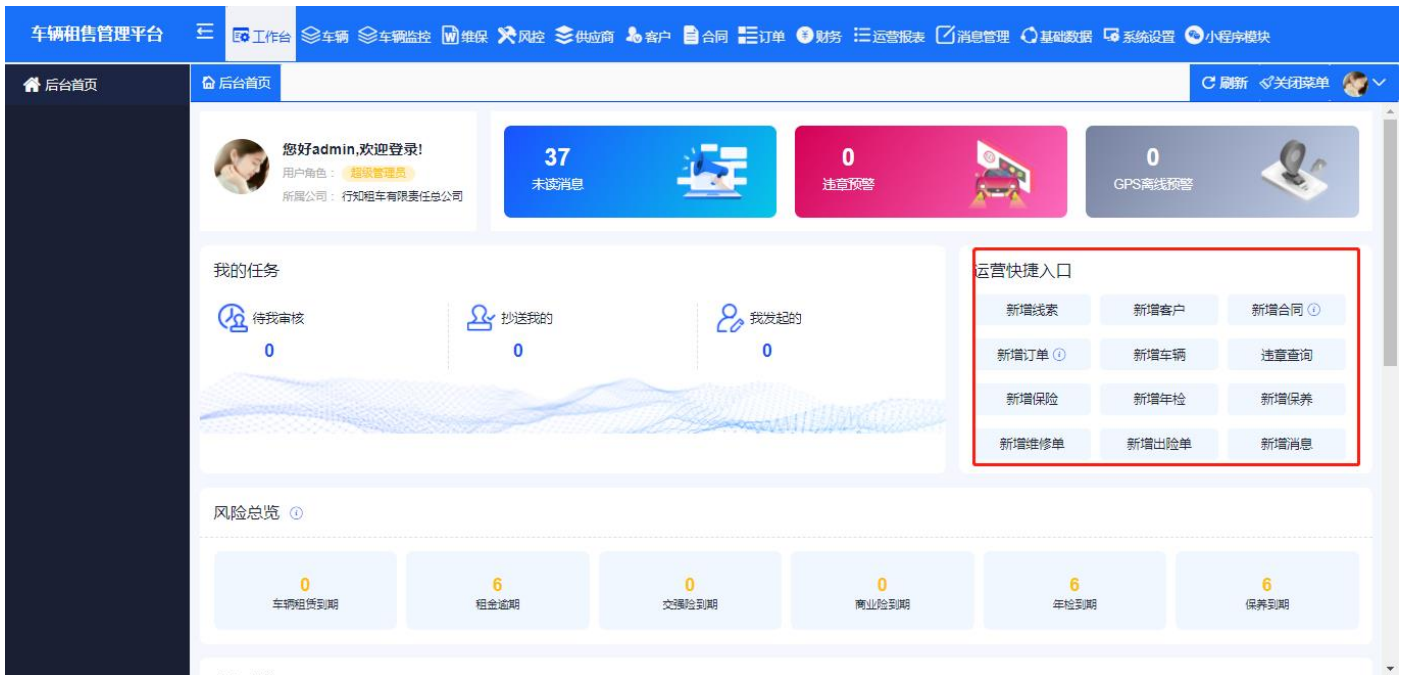 车辆租售管理平台 工作台 车辆 车辆监控 维保 风控 供应商 客户 合同 订单 财务 运营报表 消息管理 基础数据 系统设置 小程序模块
后台首页 后台首页 刷新 关闭菜单
您好admin,欢迎登录!
用户角色： 超级管理员
所属公司： 行知租车有限责任总公司
37
未读消息
0
违章预警
0
GPS离线预警
我的任务
待我审核
0
抄送我的
0
我发起的
0
运营快捷入口
新增线索 新增客户 新增合同
新增订单 新增车辆 违章查询
新增保险 新增年检 新增保养
新增维修单 新增出险单 新增消息
风险总览
0
车辆租赁到期
6
租金逾期
0
交强险到期
0
商业险到期
6
年检到期
6
保养到期